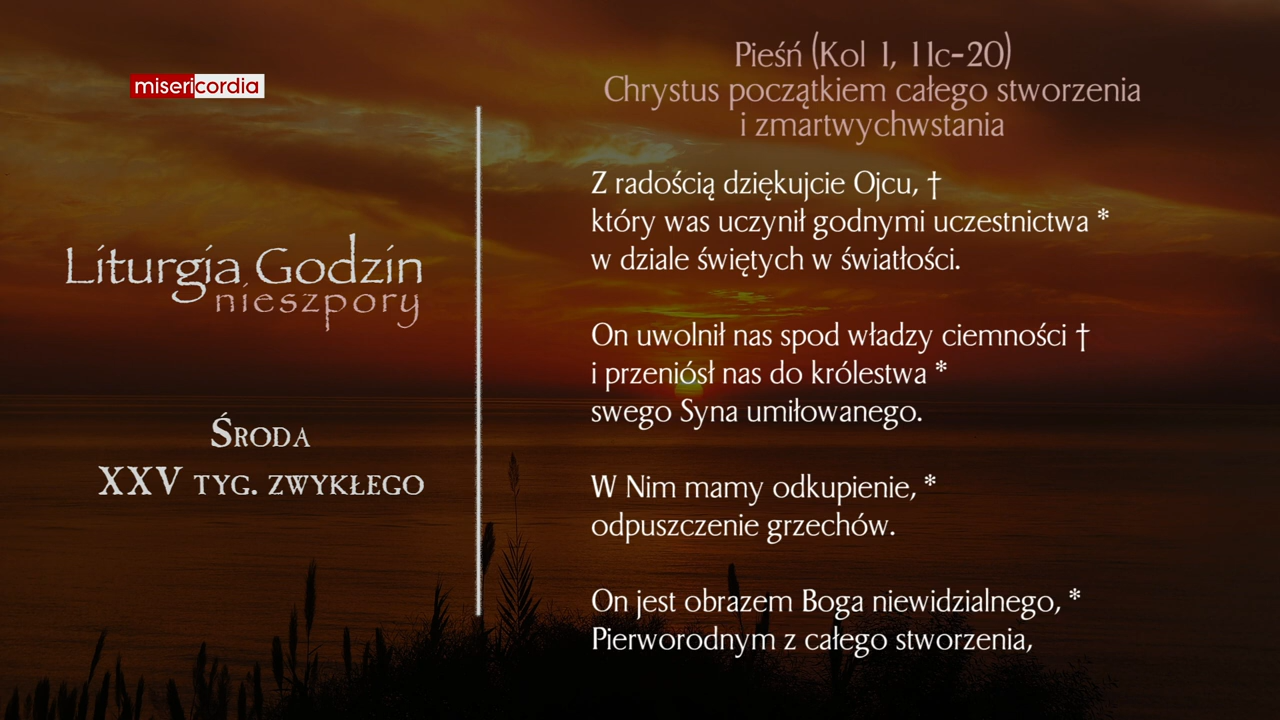 misericordia
Liturgia Godzin
nieszpory
Środa
XXV tyg. zwykłego
Pieśń (Kol 1, 11c-20)
Chrystus początkiem całego stworzenia
i zmartwychwstania
Z radością dziękujcie Ojcu, †
który was uczynił godnymi uczestnictwa *
w dziale świętych w światłości.
On uwolnił nas spod władzy ciemności †
i przeniósł nas do królestwa *
swego Syna umiłowanego.
W Nim mamy odkupienie, *
odpuszczenie grzechów.
On jest obrazem Boga niewidzialnego, *
Pierworodnym z całego stworzenia,